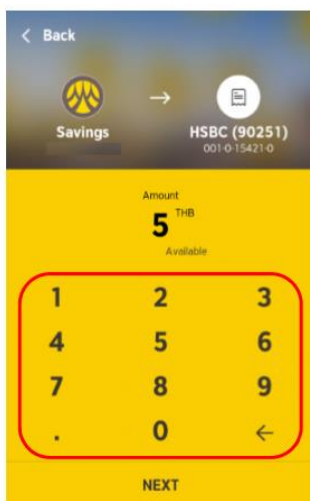 < Back
Savings → HSBC (90251)
001-0-15421-0
Amount
5 THB
Available
1 2 3
4 5 6
7 8 9
. 0 ←
NEXT